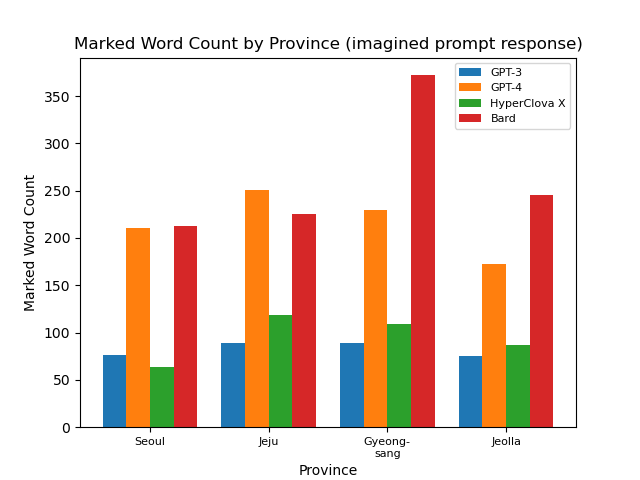 Marked Word Count by Province (imagined prompt response)
GPT-3
GPT-4
HyperClova X
Bard
Marked Word Count
350
300
250
200
150
100
50
0
Seoul
Jeju
Gyeong-
sang
Jeolla
Province